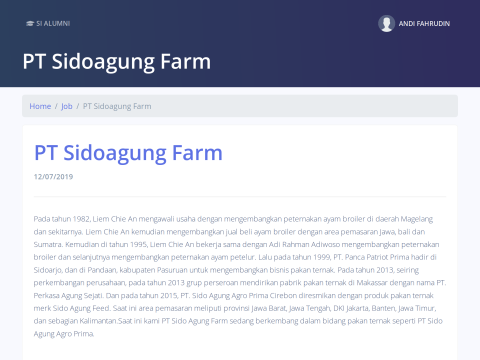 SI ALUMNI
ANDI FAHRUDIN
PT Sidoagung Farm
Home / Job / PT Sidoagung Farm
PT Sidoagung Farm
12/07/2019
Pada tahun 1982, Liem Chie An mengawali usaha dengan mengembangkan peternakan ayam broiler di daerah Magelang
dan sekitarnya. Liem Chie An kemudian mengembangkan jual beli ayam broiler dengan area pemasaran Jawa, bali dan
Sumatra. Kemudian di tahun 1995, Liem Chie An bekerja sama dengan Adi Rahman Adiwoso mengembangkan peternakan
broiler dan selanjutnya mengembangkan peternakan ayam petelur. Lalu pada tahun 1999, PT. Panca Patriot Prima hadir di
Sidoarjo, dan di Pandaan, kabupaten Pasuruan untuk mengembangkan bisnis pakan ternak. Pada tahun 2013, seiring
perkembangan perusahaan, pada tahun 2013 grup perseroan mendirikan pabrik pakan ternak di Makassar dengan nama PT.
Perkasa Agung Sejati. Dan pada tahun 2015, PT. Sido Agung Agro Prima Cirebon diresmikan dengan produk pakan ternak
merk Sido Agung Feed. Saat ini area pemasaran meliputi provinsi Jawa Barat, Jawa Tengah, DKI Jakarta, Banten, Jawa Timur,
dan sebagian Kalimantan.Saat ini kami PT Sido Agung Farm sedang berkembang dalam bidang pakan ternak seperti PT Sido
Agung Agro Prima.